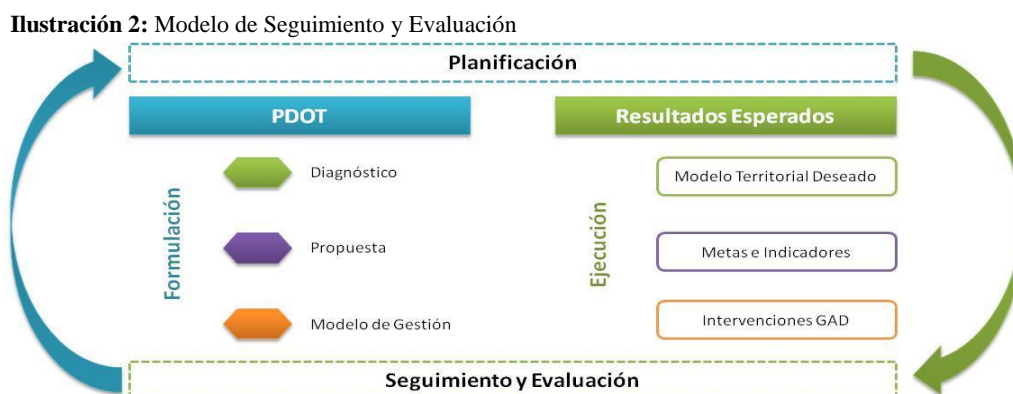 Ilustración 2: Modelo de Seguimiento y Evaluación
Planificación
PDOT
Resultados Esperados
Formulación
Diagnóstico
Propuesta
Modelo de Gestión
Ejecución
Modelo Territorial Deseado
Metas e Indicadores
Intervenciones GAD
Seguimiento y Evaluación